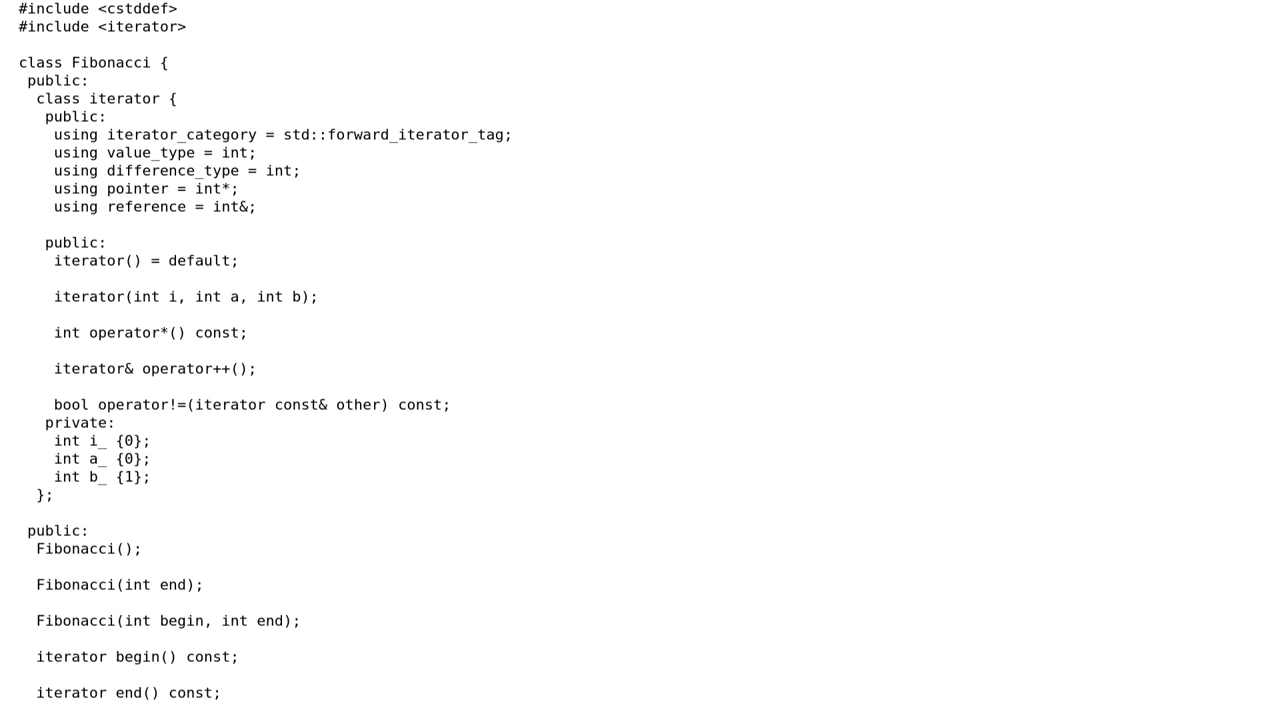 #include <cstddef>
#include <iterator>

class Fibonacci {
 public:
  class iterator {
   public:
    using iterator_category = std::forward_iterator_tag;
    using value_type = int;
    using difference_type = int;
    using pointer = int*;
    using reference = int&;

   public:
    iterator() = default;

    iterator(int i, int a, int b);

    int operator*() const;

    iterator& operator++();

    bool operator!=(iterator const& other) const;
   private:
    int i_ {0};
    int a_ {0};
    int b_ {1};
  };

 public:
  Fibonacci();

  Fibonacci(int end);

  Fibonacci(int begin, int end);

  iterator begin() const;

  iterator end() const;